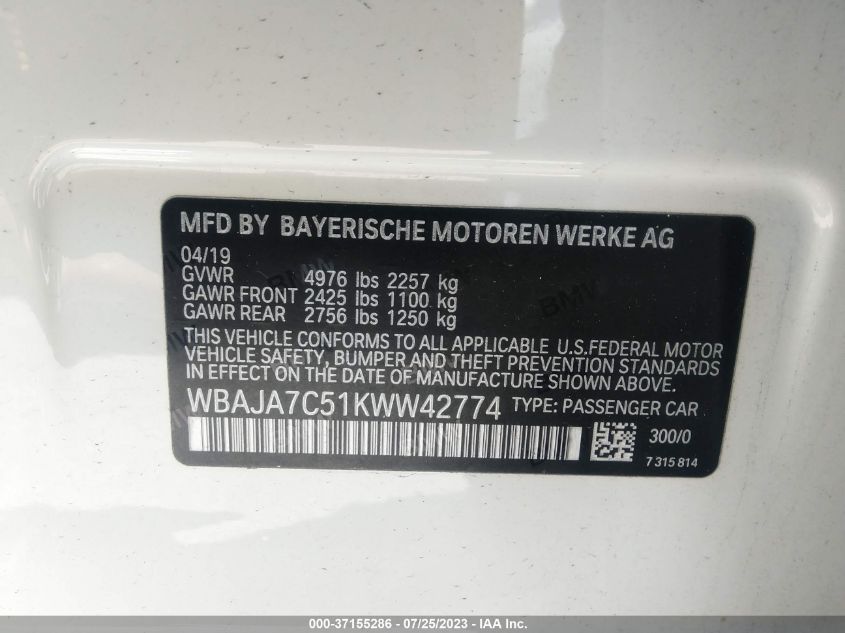 MFD BY BAYERISCHE MOTOREN WERKE AG
04/19
GVWR 4976 lbs 2257 kg
GAWR FRONT 2425 lbs 1100 kg
GAWR REAR 2756 lbs 1250 kg
THIS VEHICLE CONFORMS TO ALL APPLICABLE U.S.FEDERAL MOTOR
VEHICLE SAFETY, BUMPER AND THEFT PREVENTION STANDARDS
IN EFFECT ON THE DATE OF MANUFACTURE SHOWN ABOVE.
WBAJA7C51KWW42774 TYPE: PASSENGER CAR
300/0
7 315 814
000-37155286 - 07/25/2023 - IAA Inc.